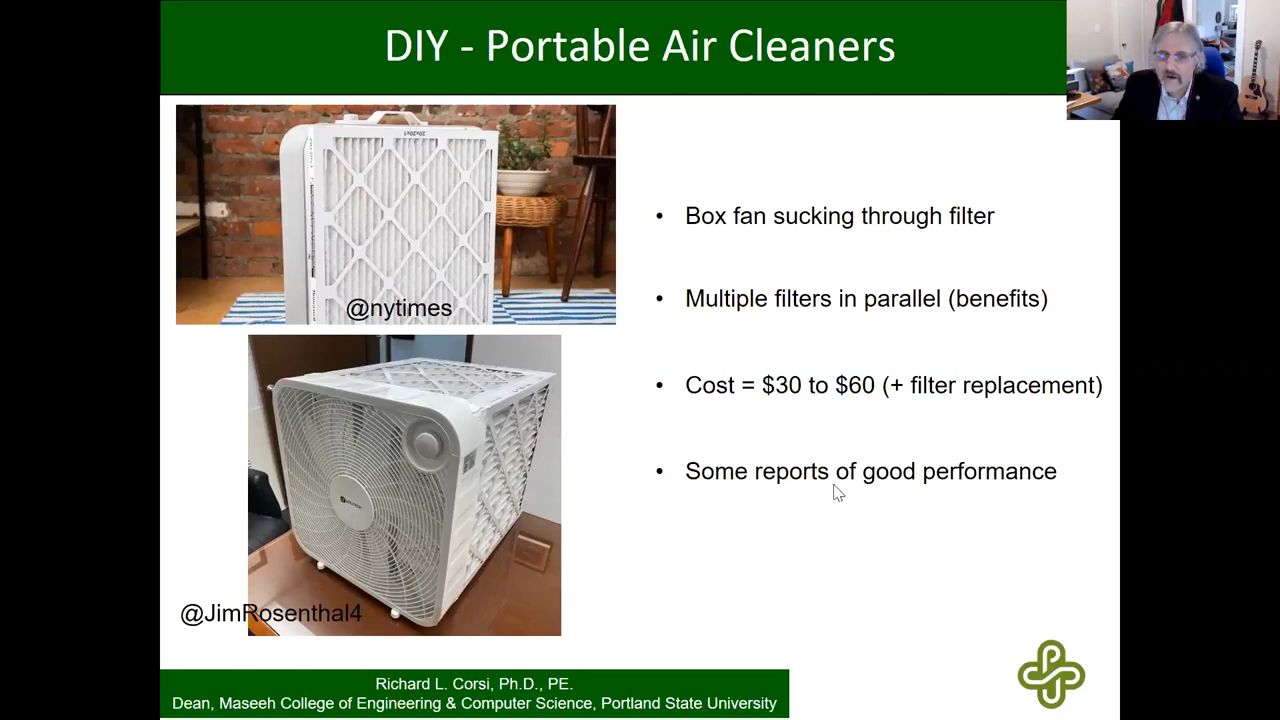 DIY - Portable Air Cleaners
20x20x1
@nytimes
@JimRosenthal4
• Box fan sucking through filter
• Multiple filters in parallel (benefits)
• Cost = $30 to $60 (+ filter replacement)
• Some reports of good performance
Richard L. Corsi, Ph.D., PE.
Dean, Maseeh College of Engineering & Computer Science, Portland State University